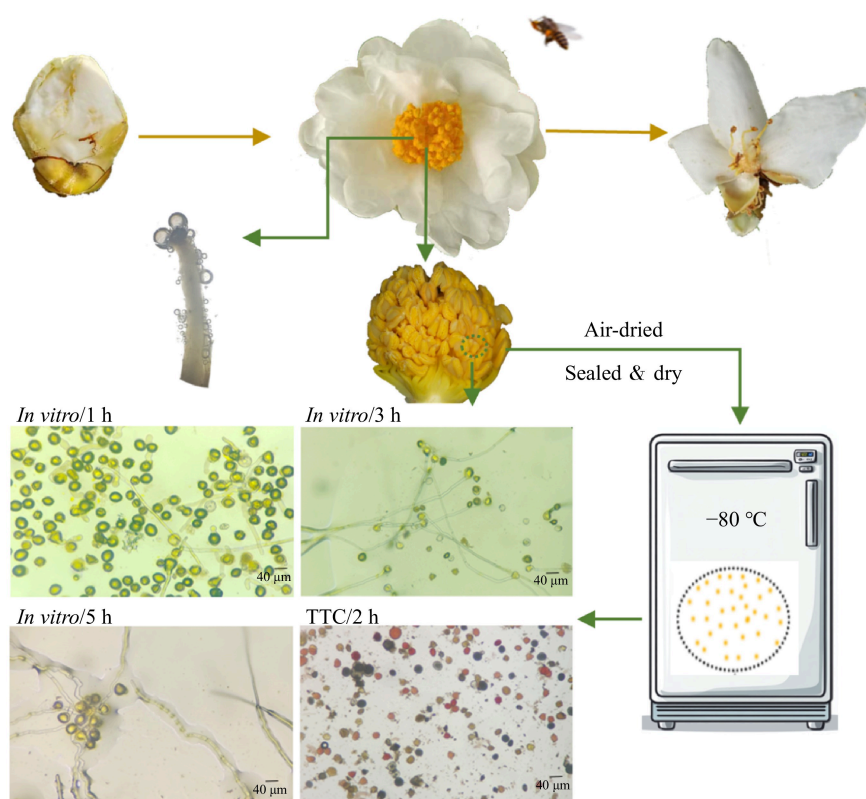 Air-dried
Sealed & dry
In vitro/1 h
In vitro/3 h
−80 °C
40 μm
40 μm
In vitro/5 h
TTC/2 h
40 μm
40 μm